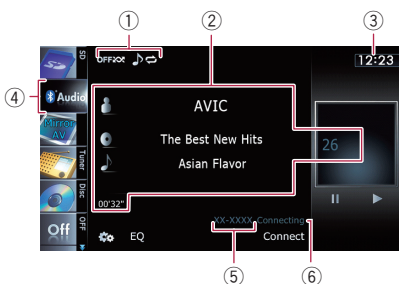 ① ② ③
SD OFF 12:23
④
Audio
AVIC
Mirror AV
The Best New Hits
26
Tuner
Asian Flavor
Disc
00'32"
XX-XXXX Connecting
Off OFF
EQ
Connect
⑤ ⑥